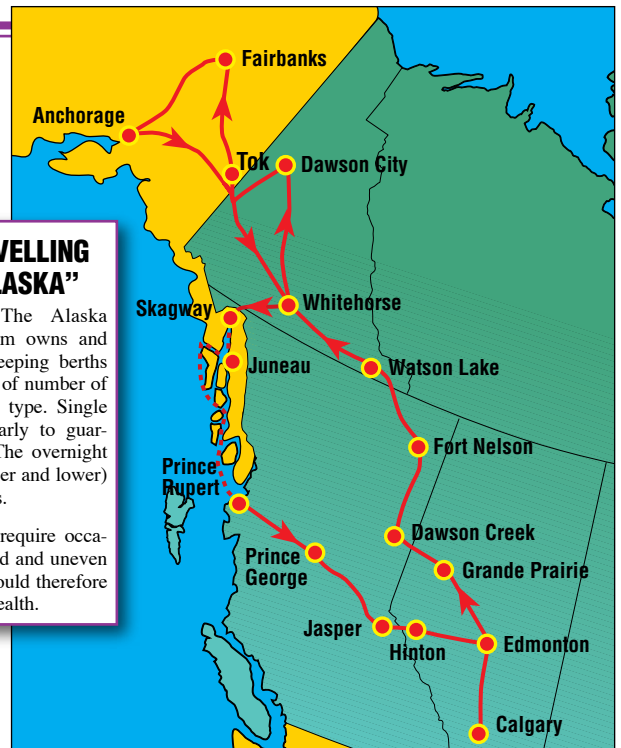 VELLING
LASKA”
The Alaska
m owns and
eeping berths
of number of
type. Single
arly to guar-
The overnight
er and lower)
s.
require occa-
d and uneven
ould therefore
ealth.
Fairbanks
Anchorage
Tok
Dawson City
Skagway
Whitehorse
Juneau
Watson Lake
Fort Nelson
Prince
Rupert
Dawson Creek
Prince
George
Grande Prairie
Jasper
Hinton
Edmonton
Calgary